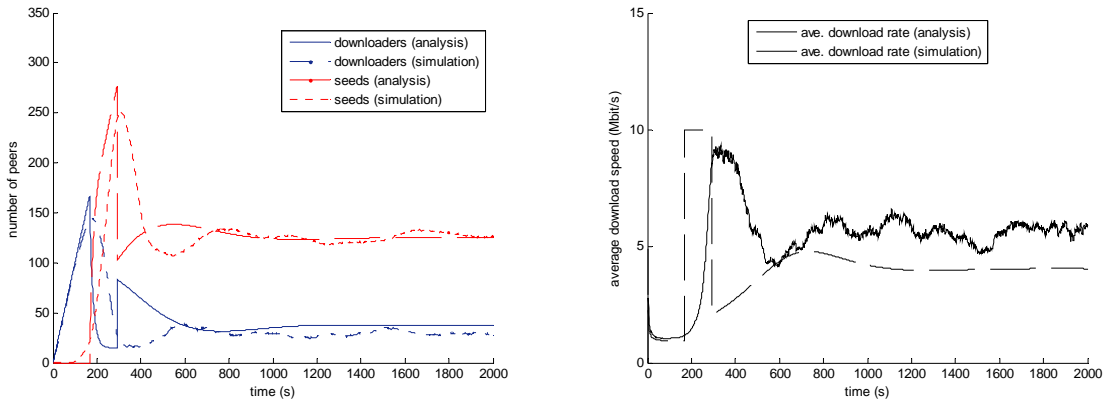 350
300
250
200
150
100
50
0
number of peers
0 200 400 600 800 1000 1200 1400 1600 1800 2000
time (s)
downloaders (analysis)
downloaders (simulation)
seeds (analysis)
seeds (simulation)
15
10
5
0
average download speed (Mbit/s)
0 200 400 600 800 1000 1200 1400 1600 1800 2000
time (s)
ave. download rate (analysis)
ave. download rate (simulation)